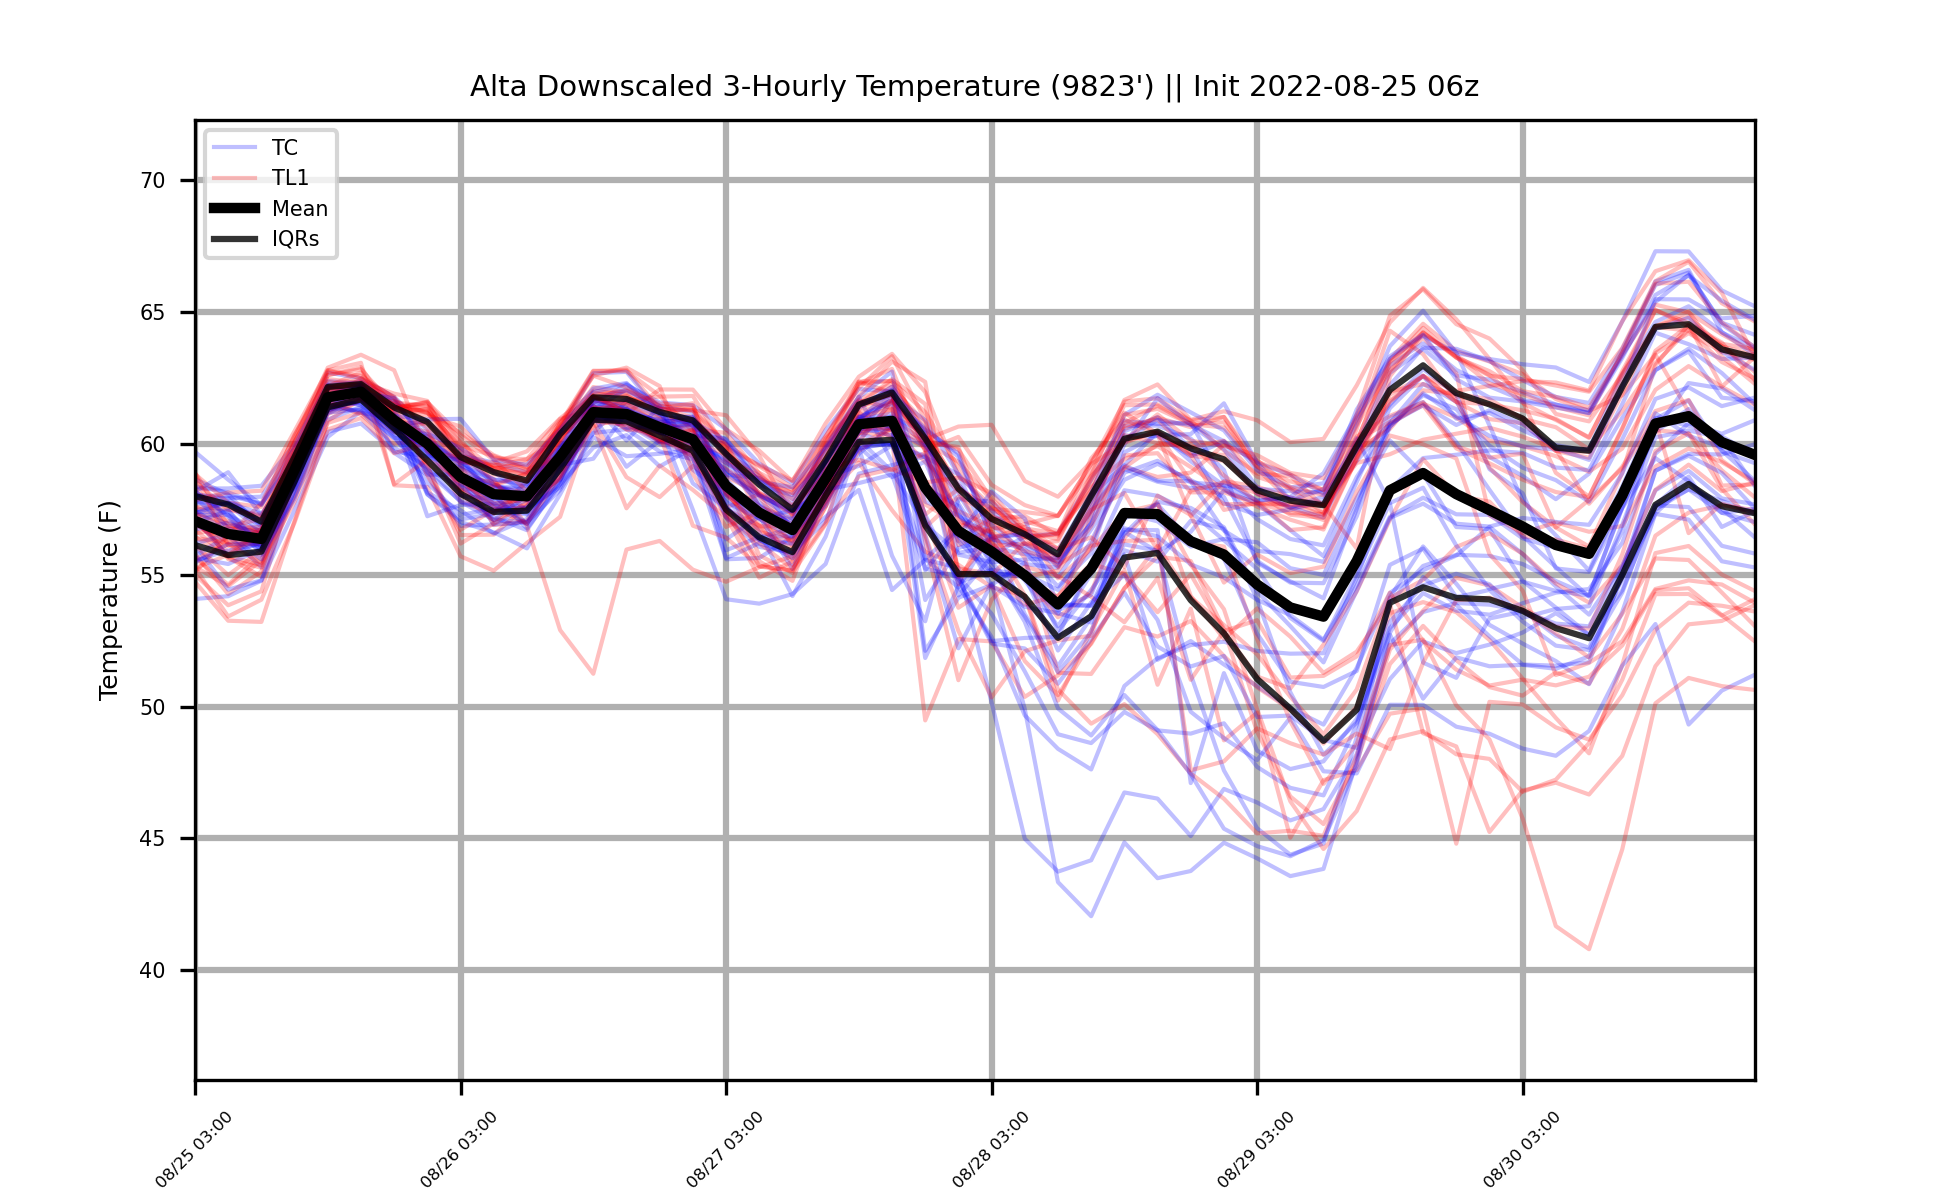 Alta Downscaled 3-Hourly Temperature (9823') || Init 2022-08-25 06z
TC
TL1
Mean
IQRs
Temperature (F)
70
65
60
55
50
45
40
08/25 03:00
08/26 03:00
08/27 03:00
08/28 03:00
08/29 03:00
08/30 03:00